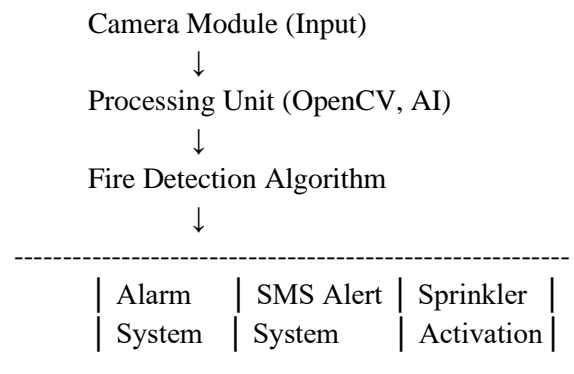 Camera Module (Input)
↓
Processing Unit (OpenCV, AI)
↓
Fire Detection Algorithm
↓
---------------------------------------------------------
| Alarm | SMS Alert | Sprinkler |
| System | System | Activation |